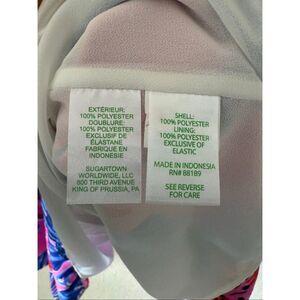 EXTÉRIEUR:
100% POLYESTER
DOUBLURE:
100% POLYESTER
EXCLUSIF DE
ÉLASTANE
FABRIQUE EN
INDONESIE
SUGARTOWN
WORLDWIDE, LLC
800 THIRD AVENUE
KING OF PRUSSIA, PA
SHELL:
100% POLYESTER
LINING:
100% POLYESTER
EXCLUSIVE OF
ELASTIC
MADE IN INDONESIA
RN# 88189
SEE REVERSE
FOR CARE